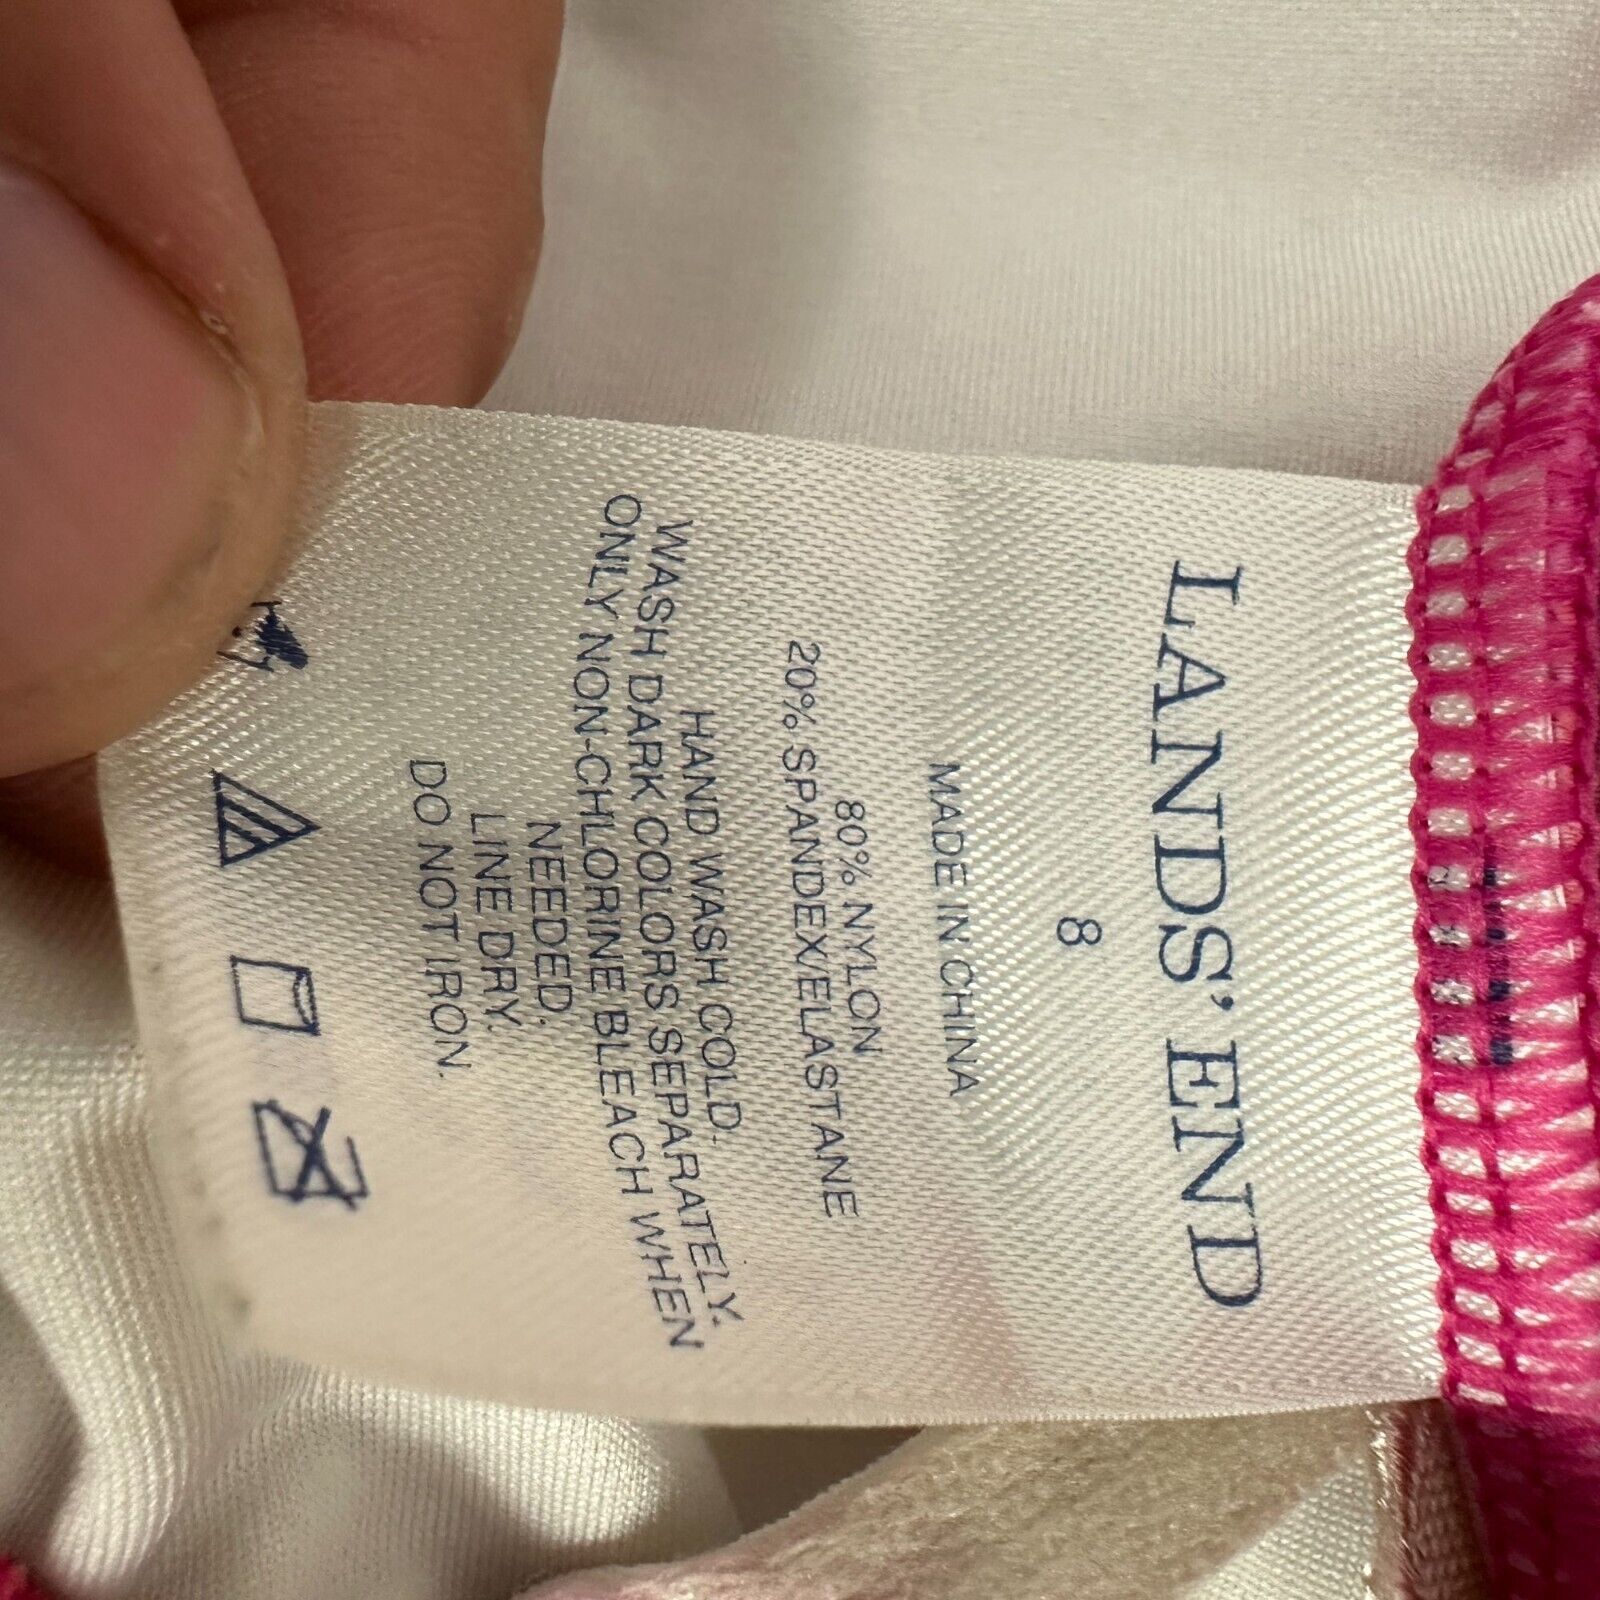 LANDS' END
8
MADE IN CHINA
80% NYLON
20% SPANDEX/ELASTANE
HAND WASH COLD.
WASH DARK COLORS SEPARATELY.
ONLY NON-CHLORINE BLEACH WHEN
NEEDED.
LINE DRY.
DO NOT IRON.